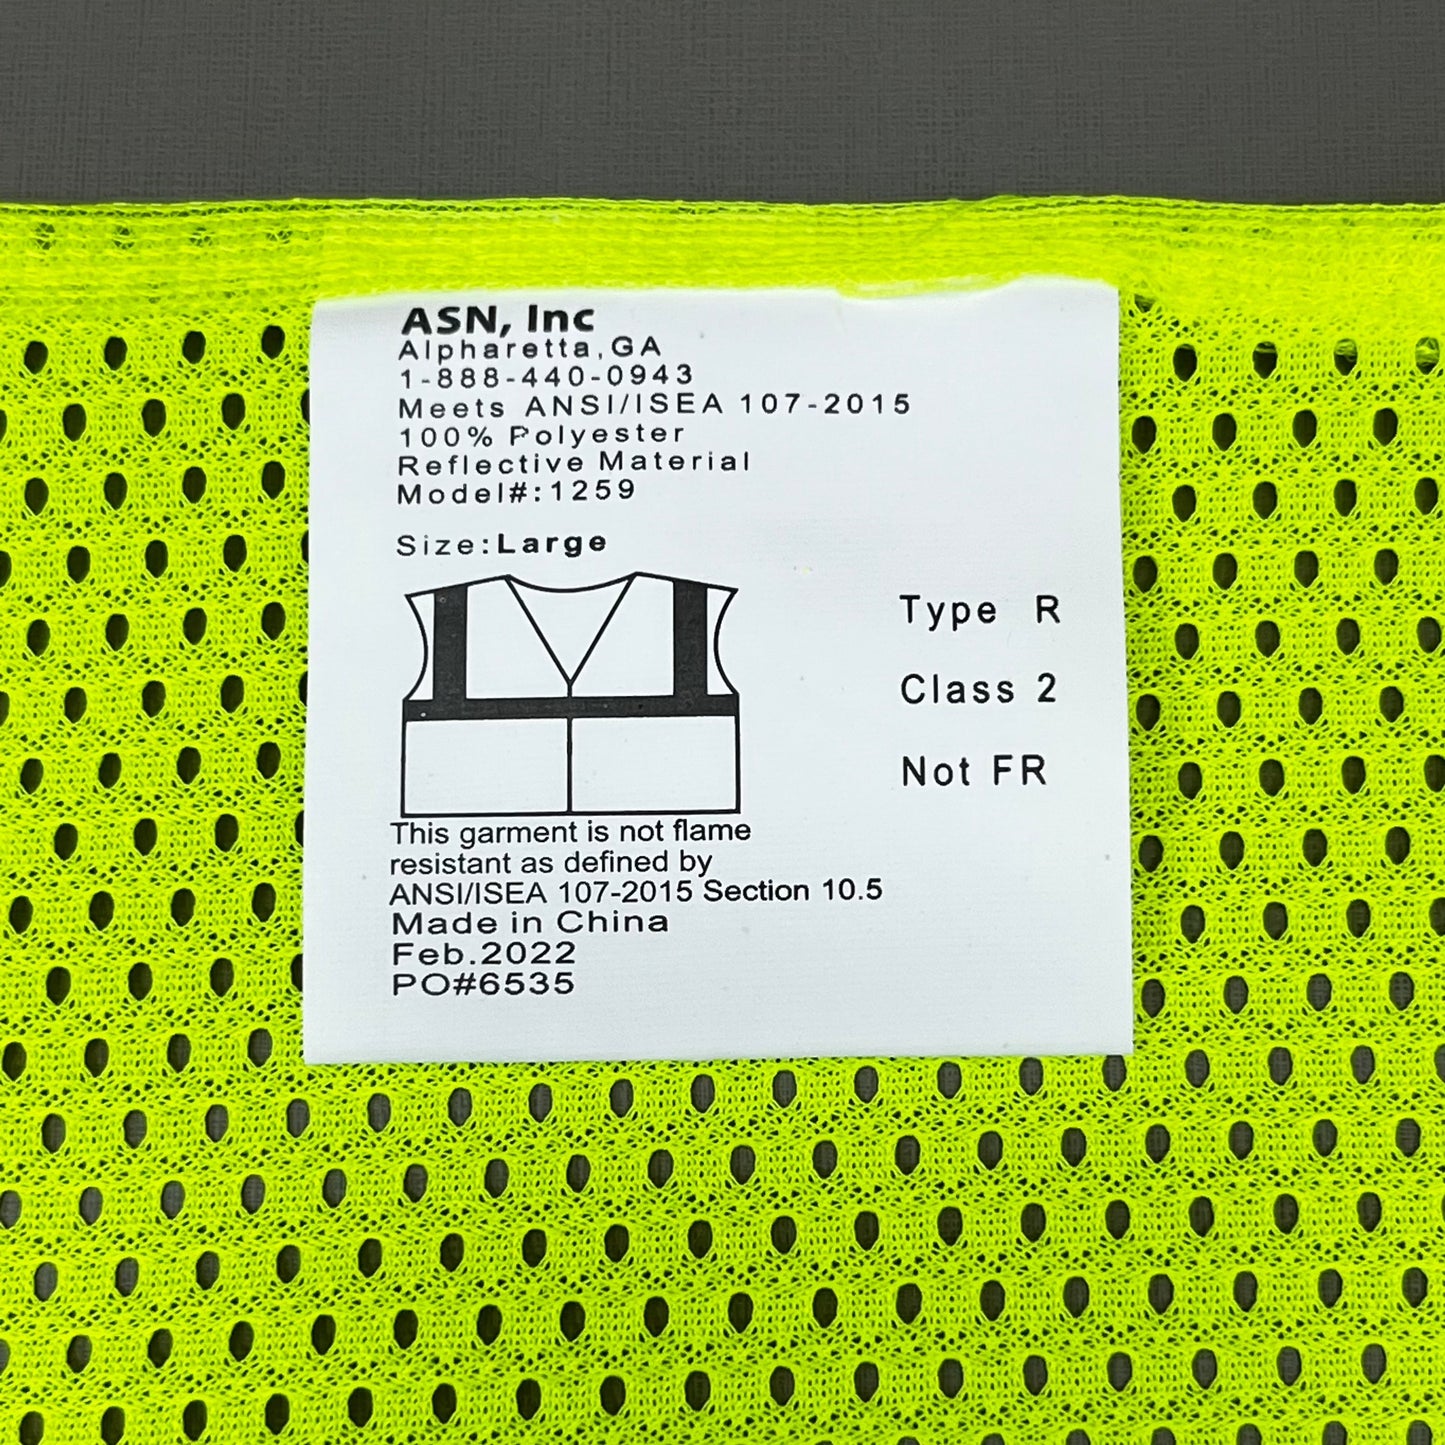 ASN, Inc
Alpharetta,GA
1-888-440-0943
Meets ANSI/ISEA 107-2015
100% Polyester
Reflective Material
Model#:1259
Size:Large
Type R
Class 2
Not FR
This garment is not flame
resistant as defined by
ANSI/ISEA 107-2015 Section 10.5
Made in China
Feb.2022
PO#6535